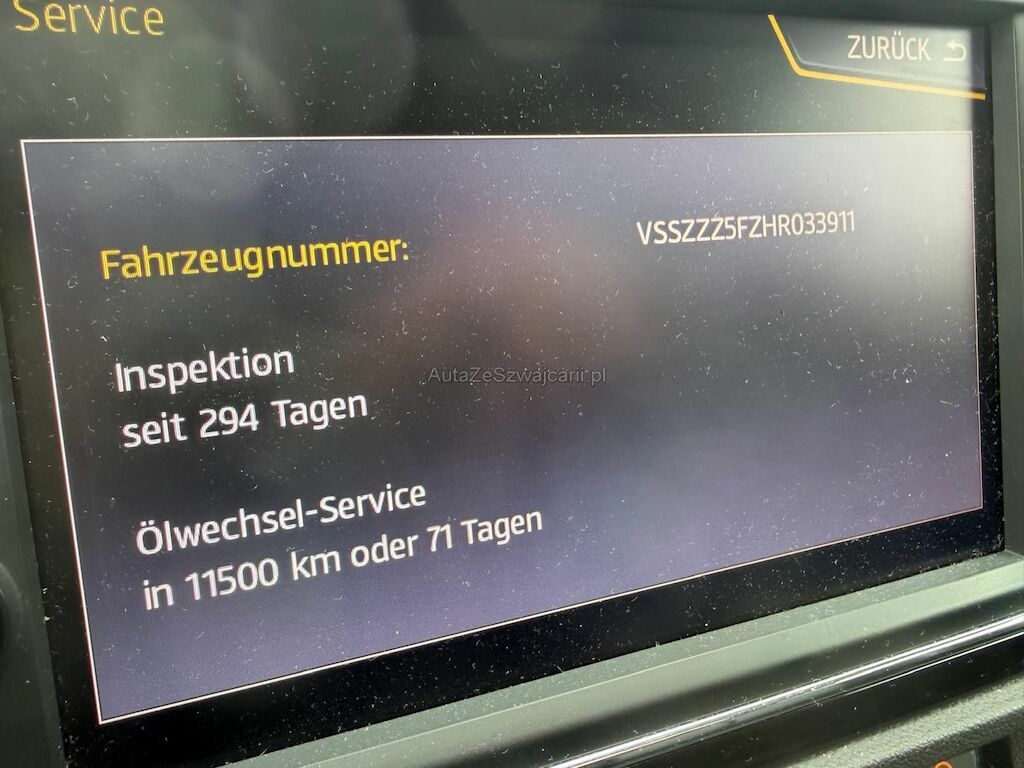 Service
ZURÜCK
Fahrzeugnummer:
VSSZZZ5FZHR033911
Inspektion
seit 294 Tagen
AutaZeSzwajcarii.pl
Ölwechsel-Service
in 11500 km oder 71 Tagen